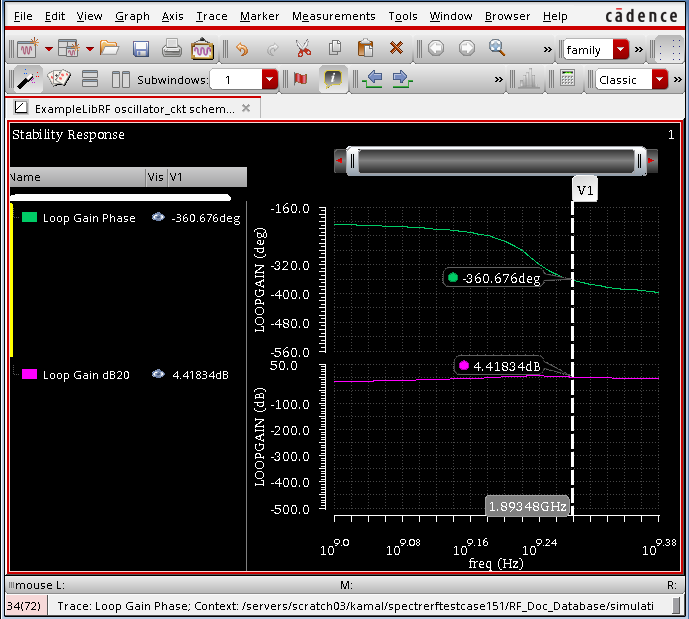 File Edit View Graph Axis Trace Marker Measurements Tools Window Browser Help cādence
» family »
Subwindows: 1 » Classic »
ExampleLibRF oscillator_ckt schem...
Stability Response 1
Name Vis V1
V1
Loop Gain Phase -360.676deg
Loop Gain dB20 4.41834dB
LOOPGAIN (deg)
-160.0
-320.0
-400.0
-480.0
-560.0
-360.676deg
LOOPGAIN (dB)
50.0
-100.0
-200.0
-300.0
-400.0
-500.0
4.41834dB
1.89348GHz
10^9.0 10^9.08 10^9.16 10^9.24 10^9.38
freq (Hz)
mouse L: M: R:
34(72) Trace: Loop Gain Phase; Context: /servers/scratch03/kamal/spectrerftestcase151/RF_Doc_Database/simulati